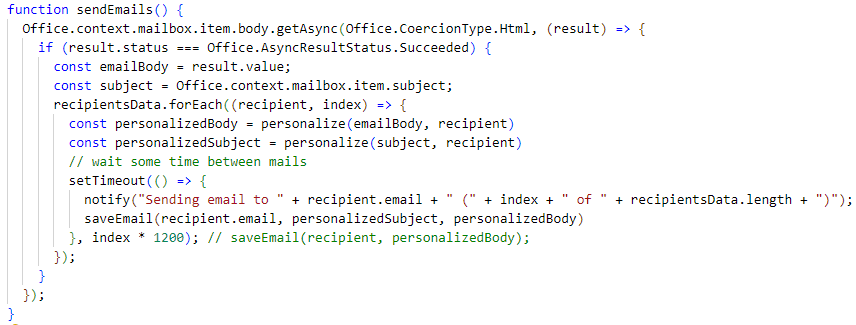 function sendEmails() {
  Office.context.mailbox.item.body.getAsync(Office.CoercionType.Html, (result) => {
    if (result.status === Office.AsyncResultStatus.Succeeded) {
      const emailBody = result.value;
      const subject = Office.context.mailbox.item.subject;
      recipientsData.forEach((recipient, index) => {
        const personalizedBody = personalize(emailBody, recipient)
        const personalizedSubject = personalize(subject, recipient)
        // wait some time between mails
        setTimeout(() => {
          notify("Sending email to " + recipient.email + " (" + index + " of " + recipientsData.length + ")");
          saveEmail(recipient.email, personalizedSubject, personalizedBody)
        }, index * 1200); // saveEmail(recipient, personalizedBody);
      });
    }
  });
}